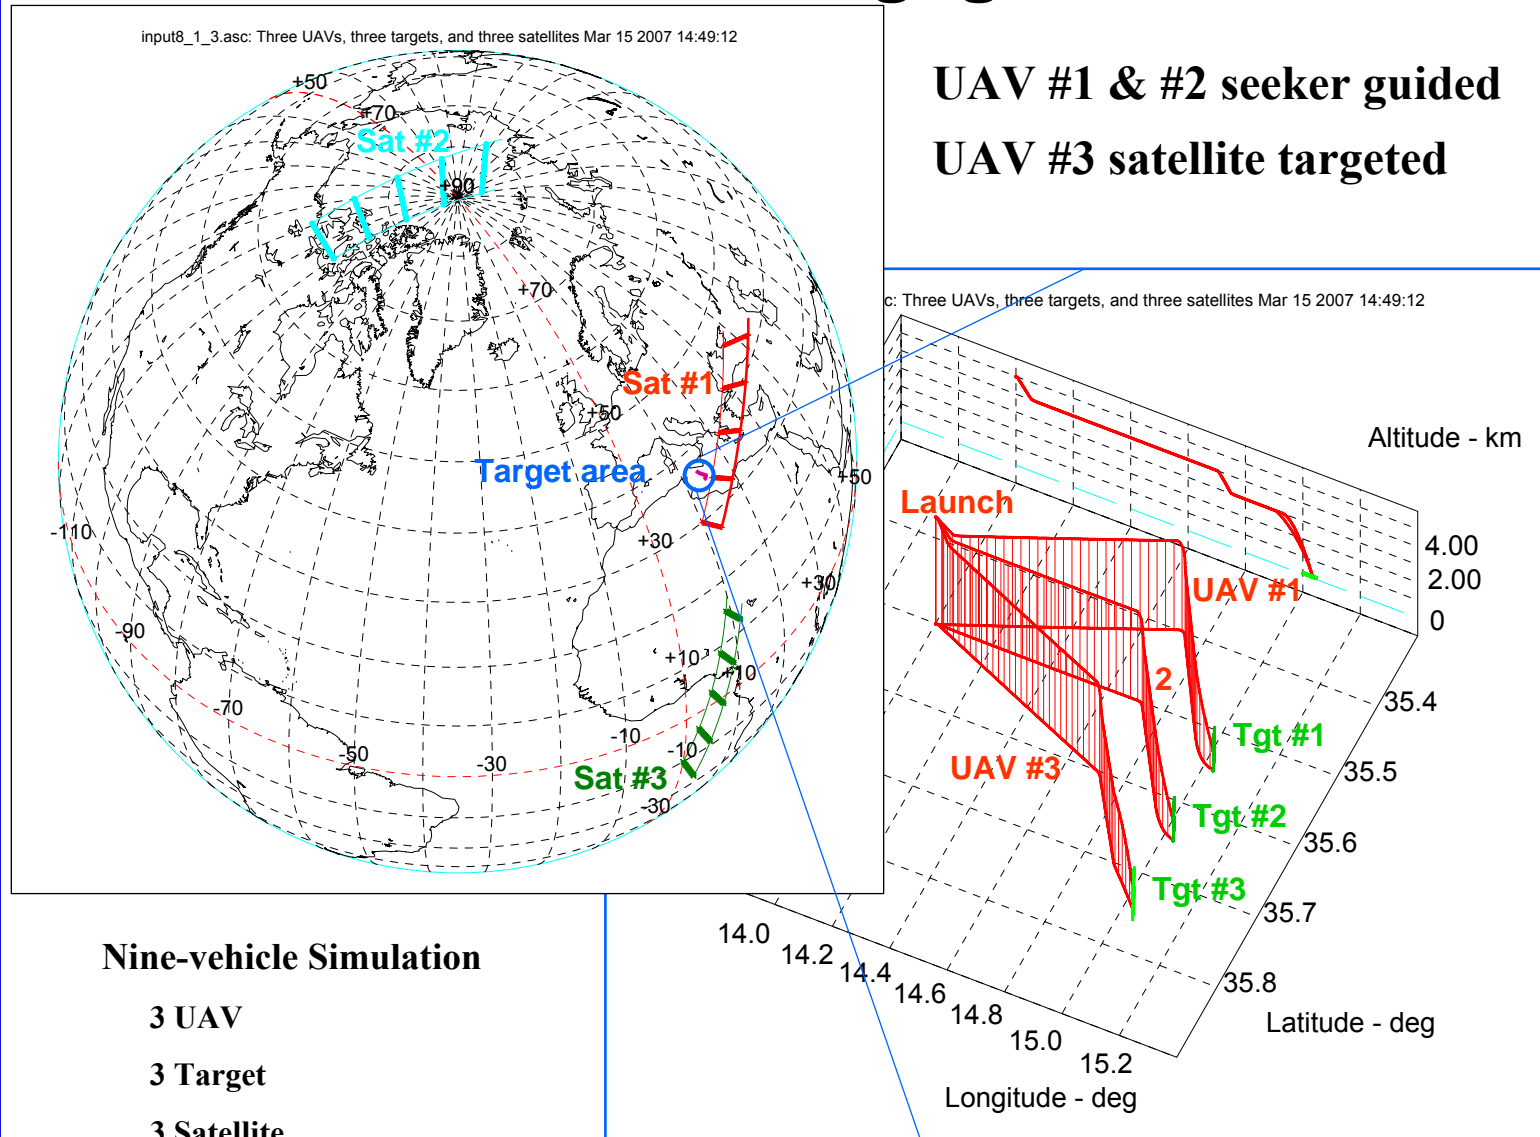 input8_1_3.asc: Three UAVs, three targets, and three satellites Mar 15 2007 14:49:12
UAV #1 & #2 seeker guided
UAV #3 satellite targeted
+50
+70
Sat #2
+90
+70
Sat #1
+50
Target area
+50
-110
+30
+30
-90
+10
+10
-70
-10
-10
-50
-30
Sat #3
-30
c: Three UAVs, three targets, and three satellites Mar 15 2007 14:49:12
Altitude - km
4.00
2.00
0
Launch
UAV #1
2
UAV #3
Tgt #1
Tgt #2
Tgt #3
35.4
35.5
35.6
35.7
35.8
Latitude - deg
14.0
14.2
14.4
14.6
14.8
15.0
15.2
Longitude - deg
Nine-vehicle Simulation
3 UAV
3 Target
3 Satellite